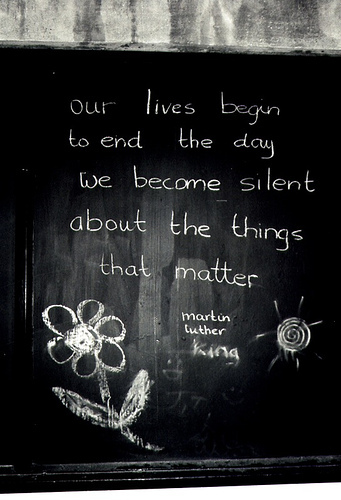 our lives begin
to end the day
we become silent
about the things
that matter
martin
luther
king